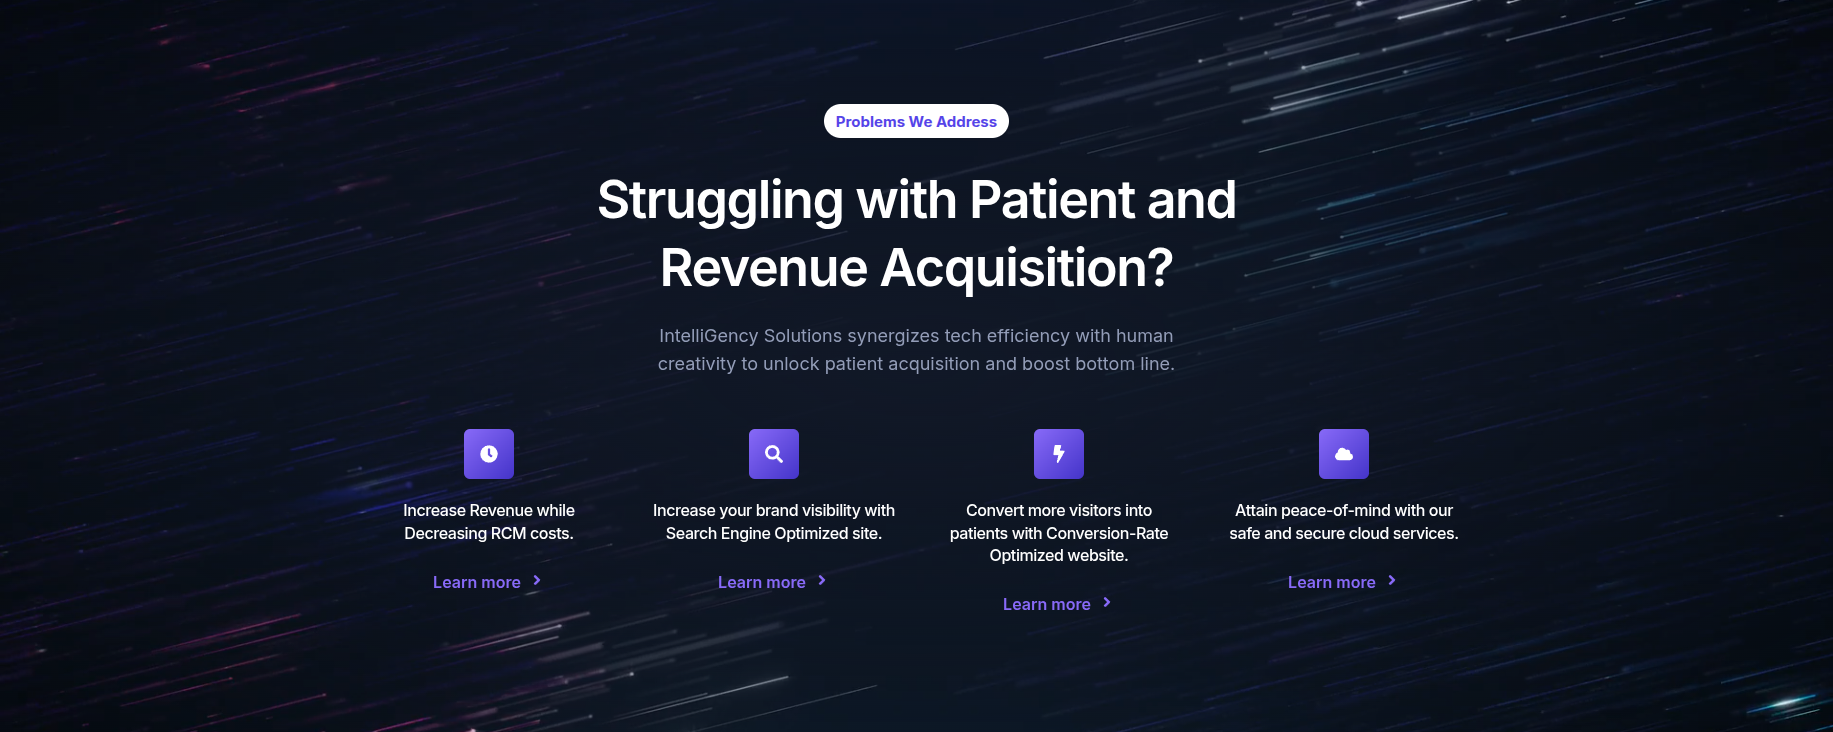 Problems We Address
Struggling with Patient and
Revenue Acquisition?
IntelliGency Solutions synergizes tech efficiency with human
creativity to unlock patient acquisition and boost bottom line.
Increase Revenue while
Decreasing RCM costs.
Learn more
Increase your brand visibility with
Search Engine Optimized site.
Learn more
Convert more visitors into
patients with Conversion-Rate
Optimized website.
Learn more
Attain peace-of-mind with our
safe and secure cloud services.
Learn more